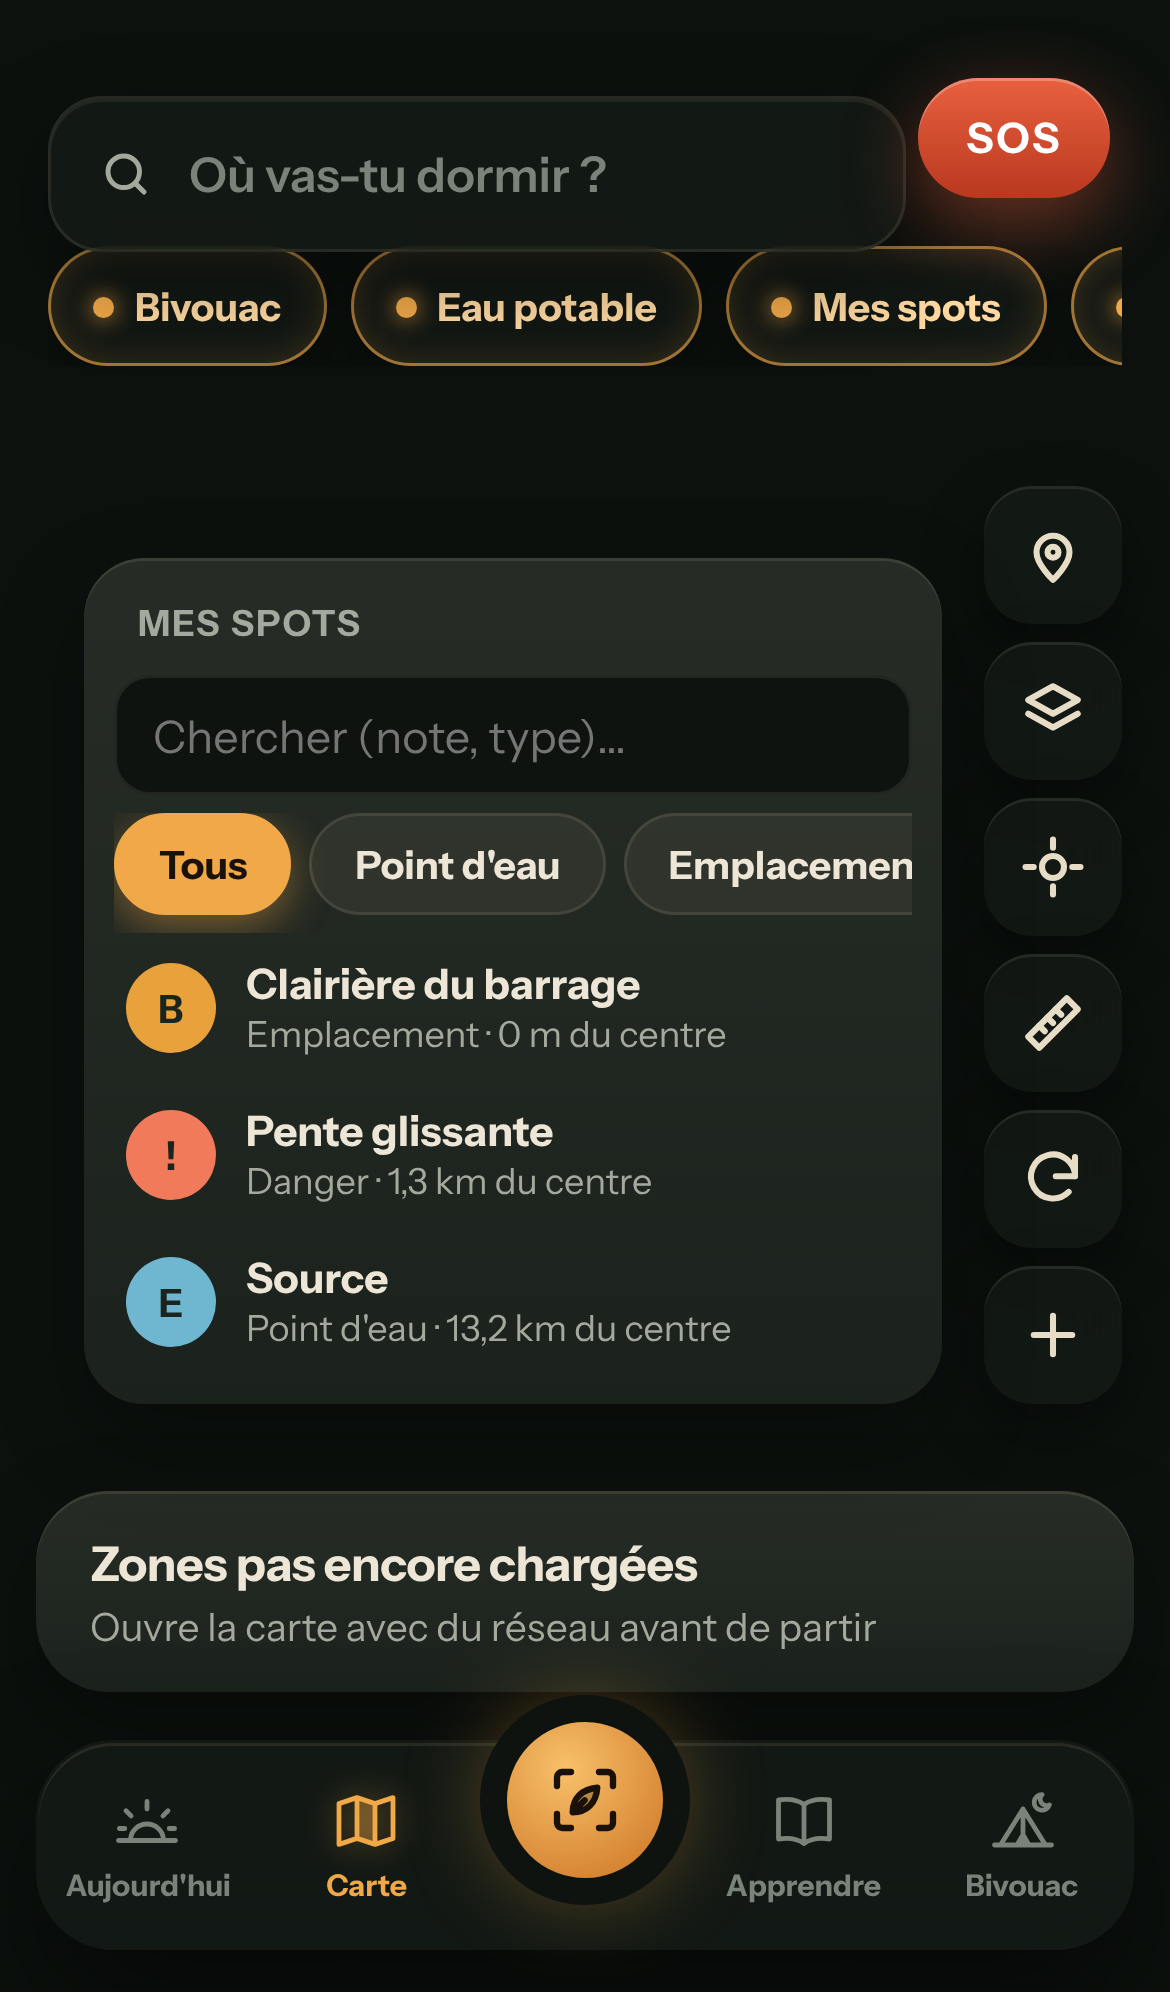 Où vas-tu dormir ?
SOS
Bivouac
Eau potable
Mes spots
MES SPOTS
Chercher (note, type)...
Tous
Point d'eau
Emplacemen
B
Clairière du barrage
Emplacement · 0 m du centre
!
Pente glissante
Danger · 1,3 km du centre
E
Source
Point d'eau · 13,2 km du centre
Zones pas encore chargées
Ouvre la carte avec du réseau avant de partir
Aujourd'hui
Carte
Apprendre
Bivouac